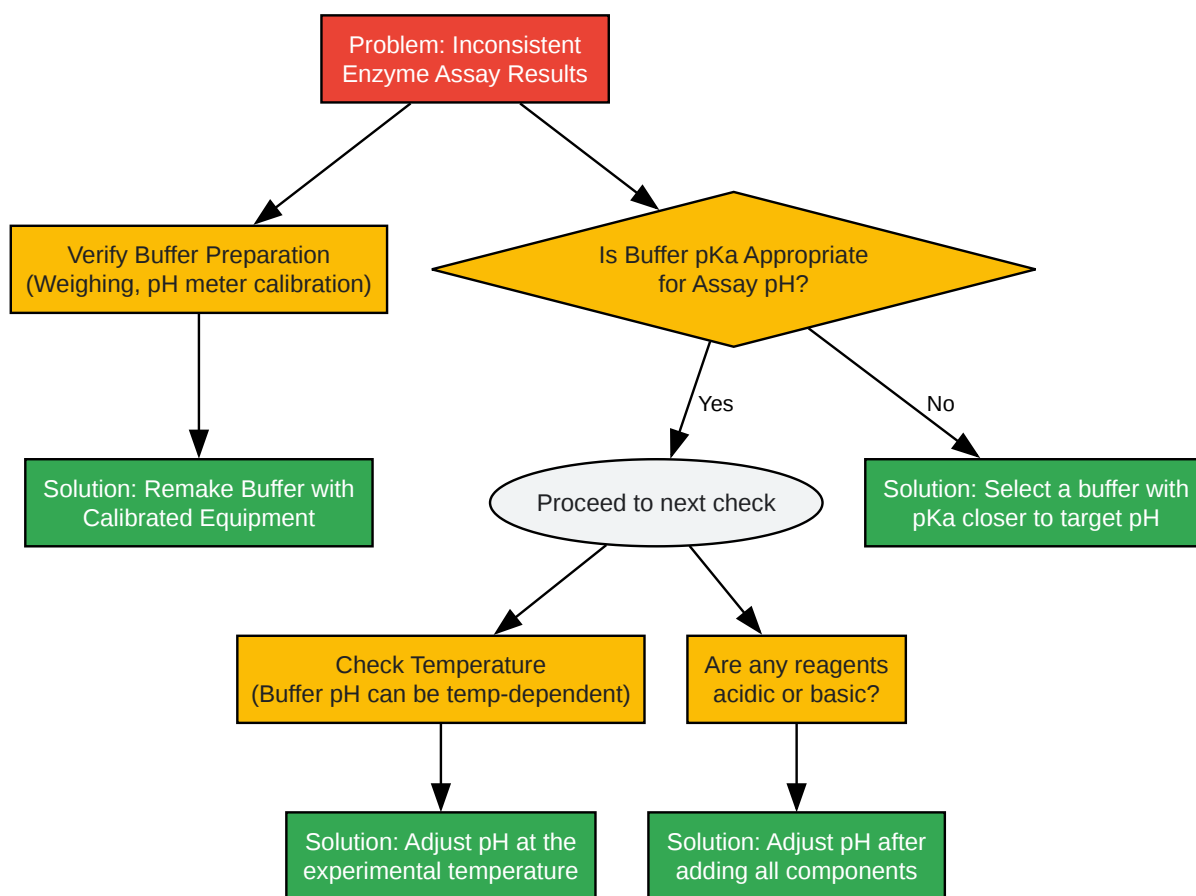 Problem: Inconsistent
Enzyme Assay Results
Verify Buffer Preparation
(Weighing, pH meter calibration)
Is Buffer pKa Appropriate
for Assay pH?
Yes
No
Solution: Remake Buffer with
Calibrated Equipment
Proceed to next check
Solution: Select a buffer with
pKa closer to target pH
Check Temperature
(Buffer pH can be temp-dependent)
Are any reagents
acidic or basic?
Solution: Adjust pH at the
experimental temperature
Solution: Adjust pH after
adding all components